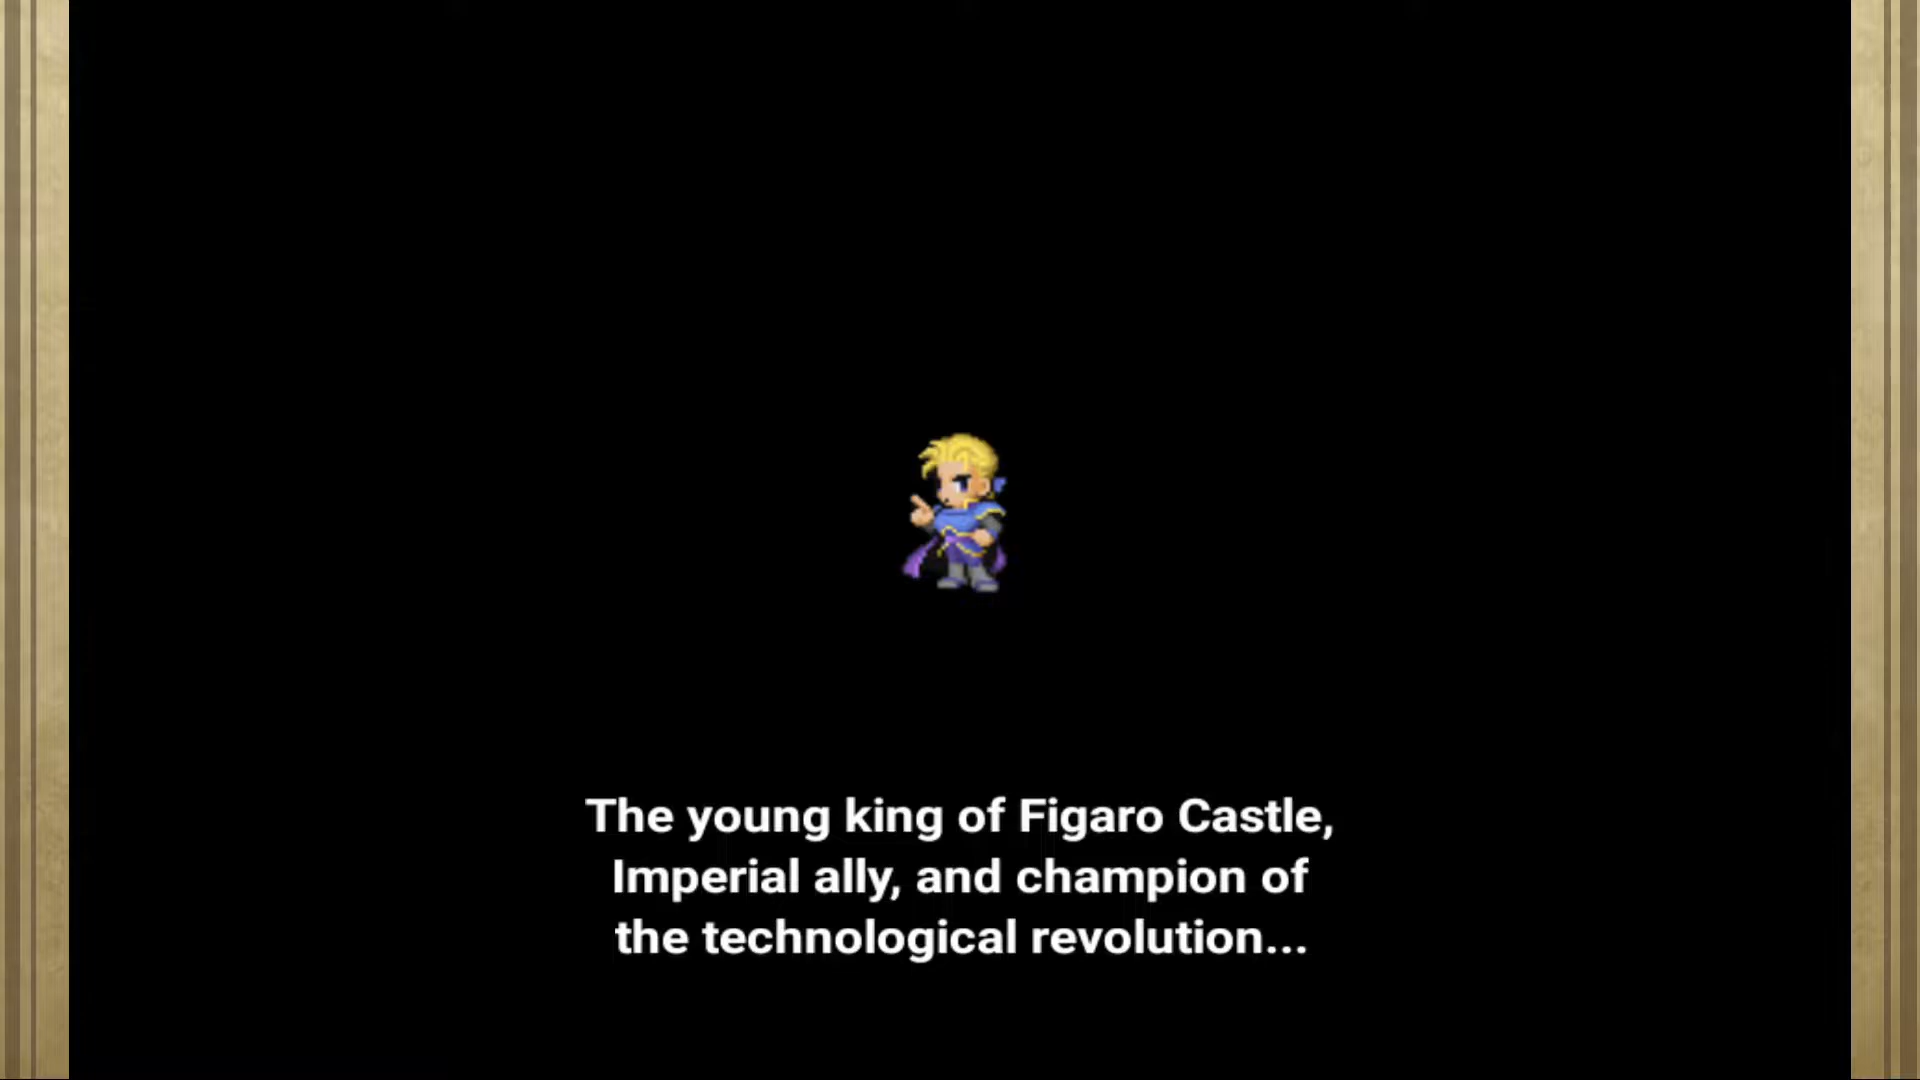 The young king of Figaro Castle,
Imperial ally, and champion of
the technological revolution...